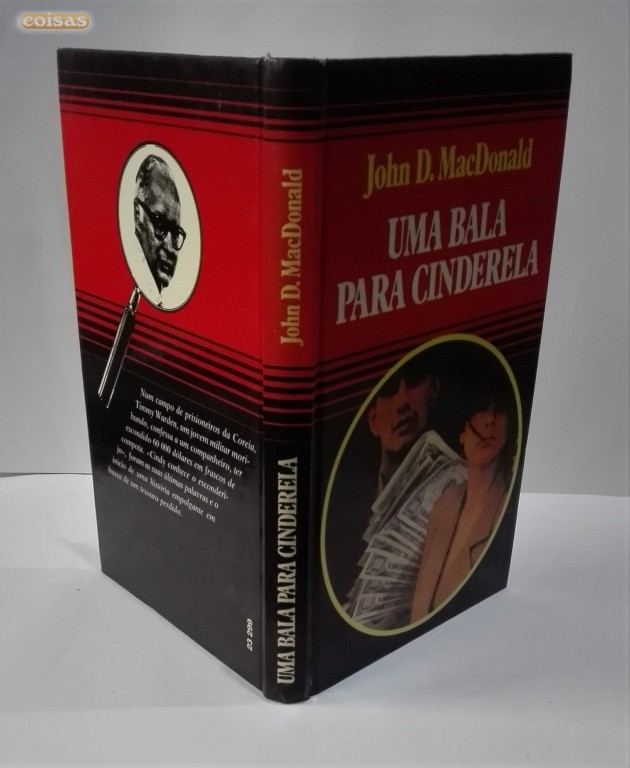 coisas
John D. MacDonald
UMA BALA
PARA CINDERELA
John D. MacDonald
UMA BALA PARA CINDERELA
Num campo de prisioneiros da Coreia,
Tommy Warden, um jovem militar mori-
bundo, confessa a um companheiro, ter
escondido 60 000 dólares em frascos de
compota. «Cindy conhece o esconderi-
jo», foram as suas últimas palavras e o
início de uma história empolgante em
busca de um tesouro perdido.
23 299